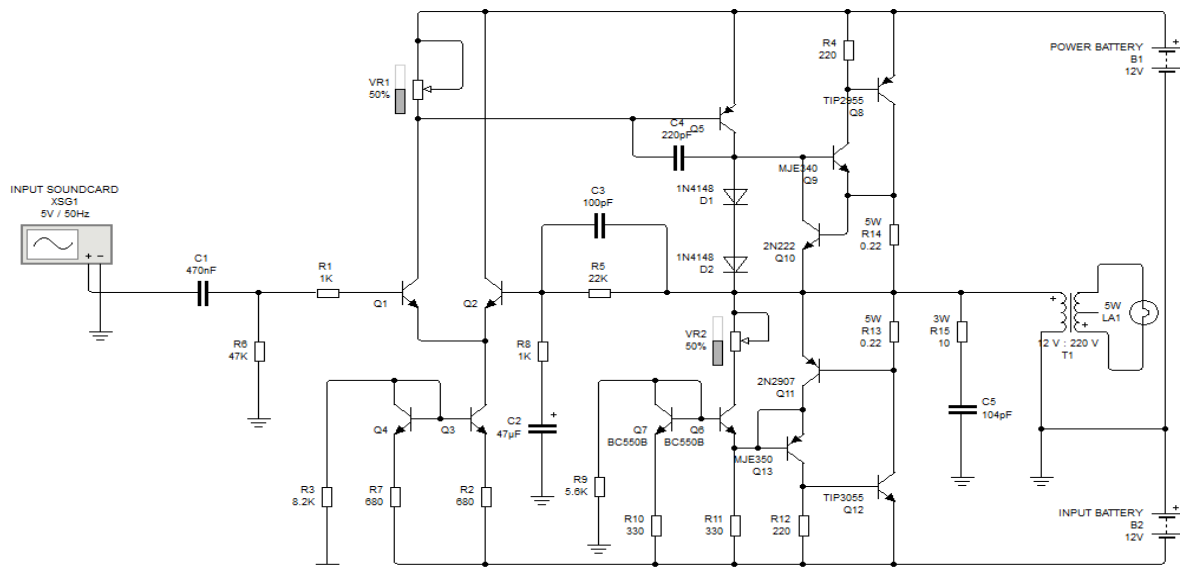 R4
220
POWER BATTERY
B1
12V
+
VR1
50%
TIP2955
Q8
C4
220pF
Q5
MJE340
Q9
INPUT SOUNDCARD
XSG1
5V / 50Hz
1N4148
D1
C3
100pF
5W
R14
0.22
2N222
Q10
+ −
C1
470nF
R1
1K
R5
22K
1N4148
D2
Q1
Q2
+
5W
LA1
+
12 V : 220 V
T1
5W
R13
0.22
3W
R15
10
VR2
50%
R6
47K
R8
1K
2N2907
Q11
C5
104pF
+
C2
47µF
Q4
Q3
Q7
BC550B
Q6
BC550B
MJE350
Q13
R9
5.6K
R3
8.2K
R7
680
R2
680
TIP3055
Q12
INPUT BATTERY
B2
12V
+
R10
330
R11
330
R12
220